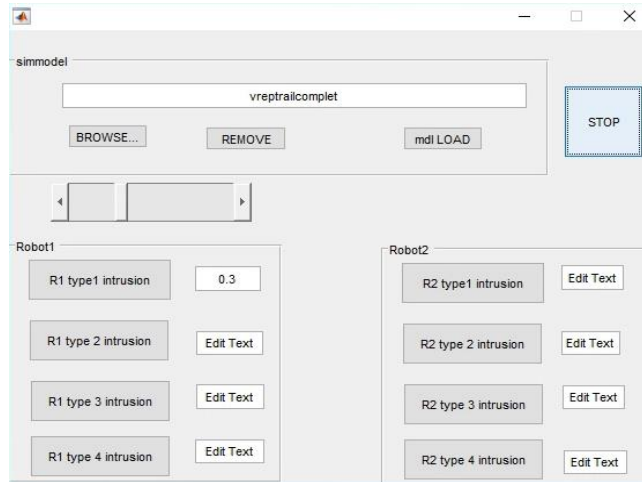 simmodel
vreptrailcomplet
STOP
BROWSE...
REMOVE
mdl LOAD
Robot1
R1 type1 intrusion
0.3
R1 type 2 intrusion
Edit Text
R1 type 3 intrusion
Edit Text
R1 type 4 intrusion
Edit Text
Robot2
R2 type1 intrusion
Edit Text
R2 type 2 intrusion
Edit Text
R2 type 3 intrusion
Edit Text
R2 type 4 intrusion
Edit Text